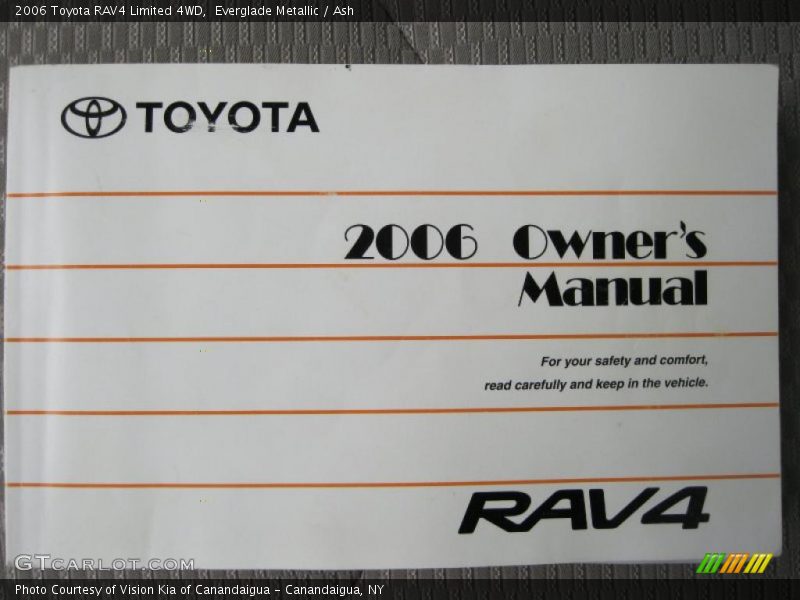 2006 Toyota RAV4 Limited 4WD,  Everglade Metallic / Ash
TOYOTA
2006 Owner's
Manual
For your safety and comfort,
read carefully and keep in the vehicle.
RAV4
GTCARLOT.COM
Photo Courtesy of Vision Kia of Canandaigua - Canandaigua, NY